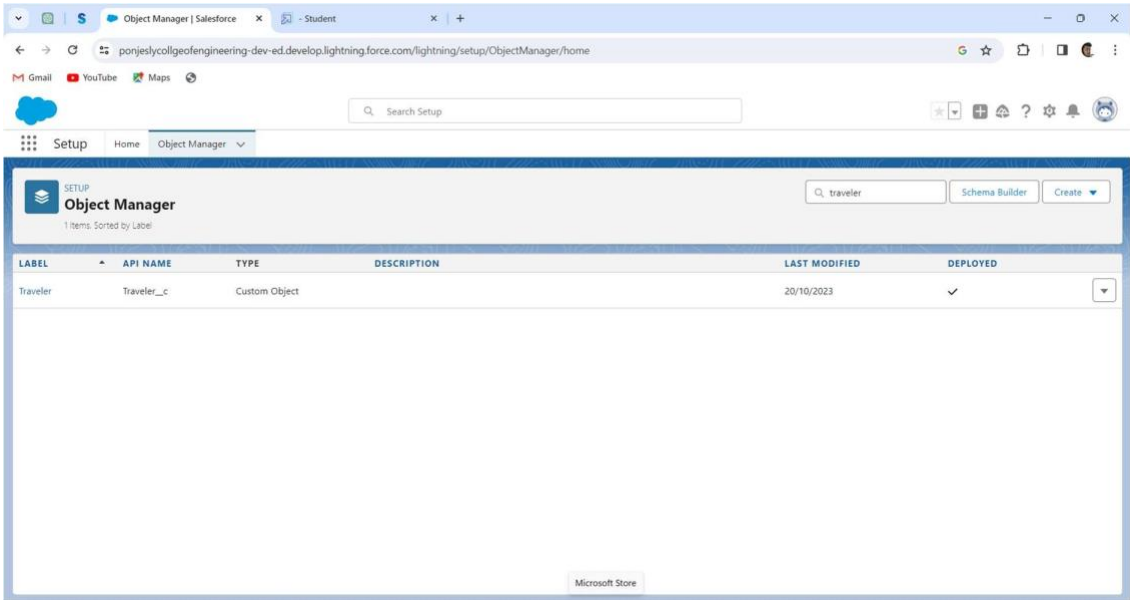 S
Object Manager | Salesforce
- Student
ponjeslycollgeofengineering-dev-ed.develop.lightning.force.com/lightning/setup/ObjectManager/home
G
Gmail
YouTube
Maps
Search Setup
?
Setup
Home
Object Manager
SETUP
Object Manager
1 Items. Sorted by Label
traveler
Schema Builder
Create
LABEL
API NAME
TYPE
DESCRIPTION
LAST MODIFIED
DEPLOYED
Traveler
Traveler__c
Custom Object
20/10/2023
Microsoft Store